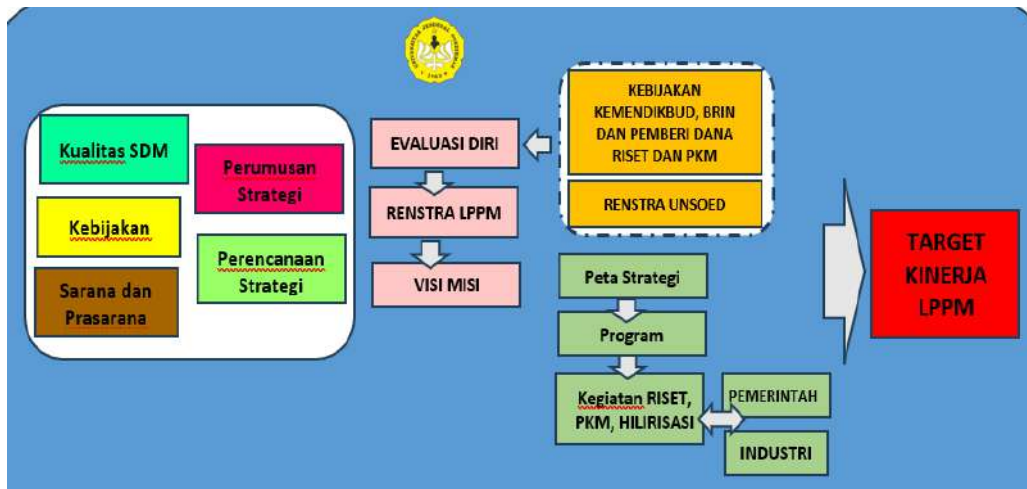 Kualitas SDM
Kebijakan
Sarana dan
Prasarana
Perumusan
Strategi
Perencanaan
Strategi
EVALUASI DIRI
RENSTRA LPPM
VISI MISI
KEBIJAKAN
KEMENDIKBUD, BRIN
DAN PEMBERI DANA
RISET DAN PKM
RENSTRA UNSOED
Peta Strategi
Program
Kegiatan RISET,
PKM, HILIRISASI
PEMERINTAH
INDUSTRI
TARGET
KINERJA
LPPM